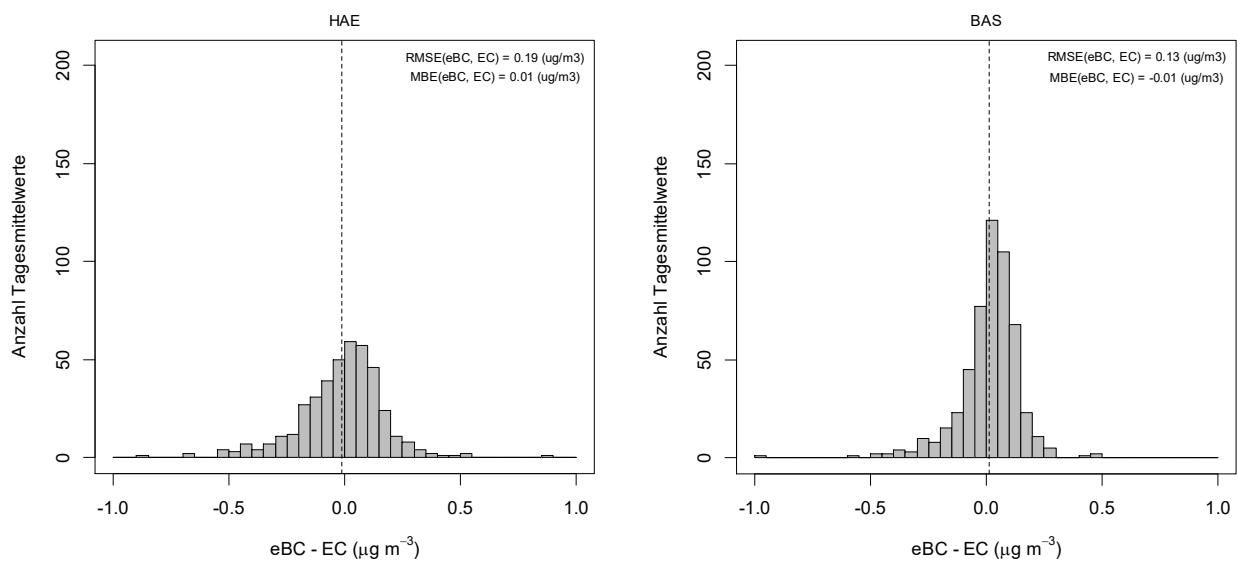 HAE
RMSE(eBC, EC) = 0.19 (ug/m3)
MBE(eBC, EC) = 0.01 (ug/m3)
Anzahl Tagesmittelwerte
200
150
100
50
0
-1.0 -0.5 0.0 0.5 1.0
eBC - EC (μg m⁻³)
BAS
RMSE(eBC, EC) = 0.13 (ug/m3)
MBE(eBC, EC) = -0.01 (ug/m3)
Anzahl Tagesmittelwerte
200
150
100
50
0
-1.0 -0.5 0.0 0.5 1.0
eBC - EC (μg m⁻³)